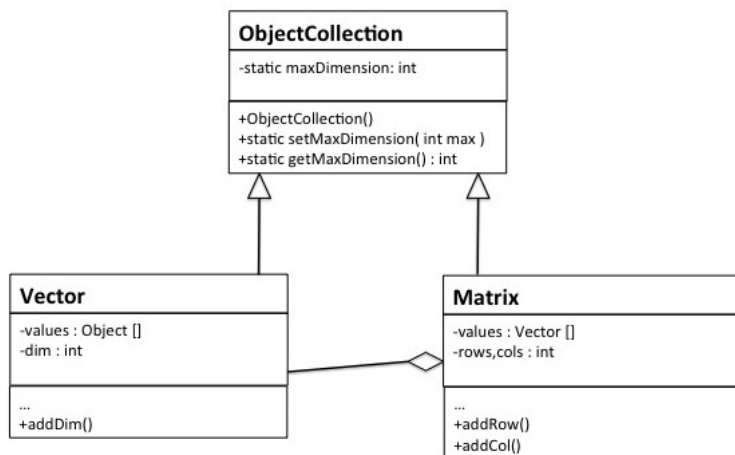 ObjectCollection
-static maxDimension: int
+ObjectCollection()
+static setMaxDimension( int max )
+static getMaxDimension() : int
Vector
-values : Object []
-dim : int
...
+addDim()
Matrix
-values : Vector []
-rows,cols : int
...
+addRow()
+addCol()